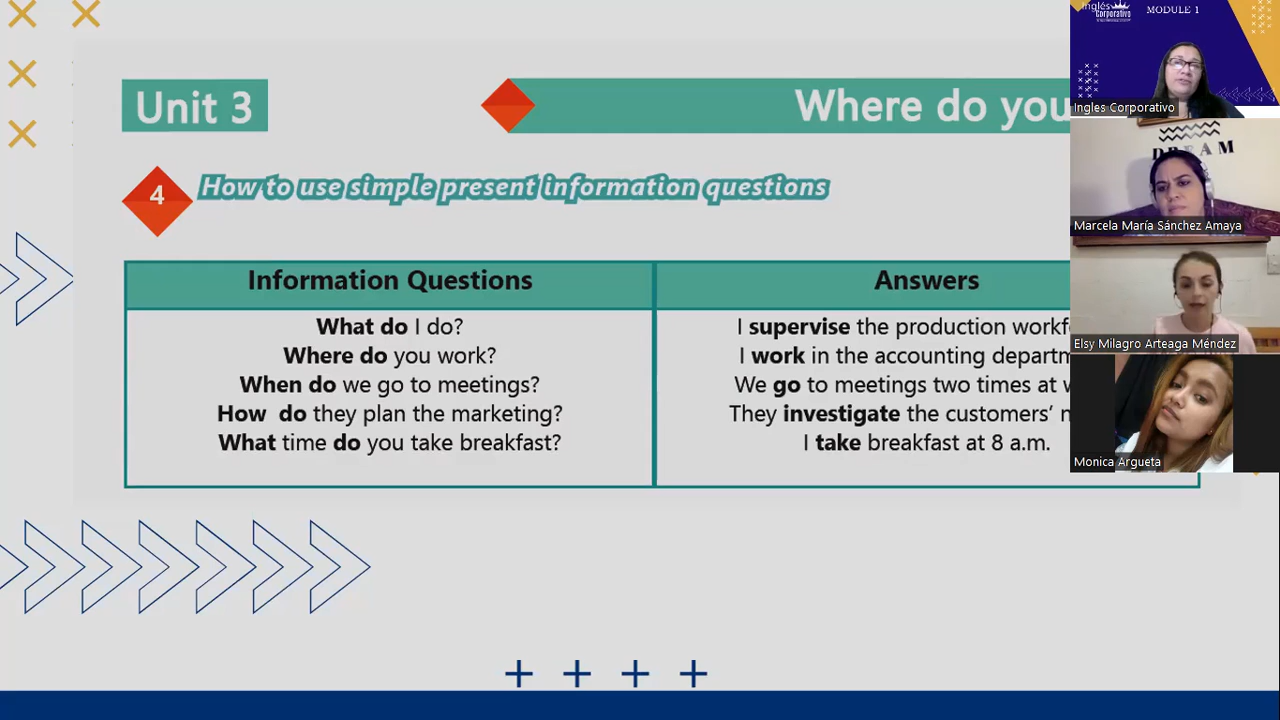 Unit 3
Where do you
4
How to use simple present information questions
Information Questions
Answers
What do I do?
Where do you work?
When do we go to meetings?
How do they plan the marketing?
What time do you take breakfast?
I supervise the production
I work in the accounting
We go to meetings two times at
They investigate the customers’
I take breakfast at 8 a.m.
Inglés
Corporativo
MODULE 1
Ingles Corporativo
DREAM
Marcela María Sánchez Amaya
Elsy Milagro Arteaga Méndez
Monica Argueta